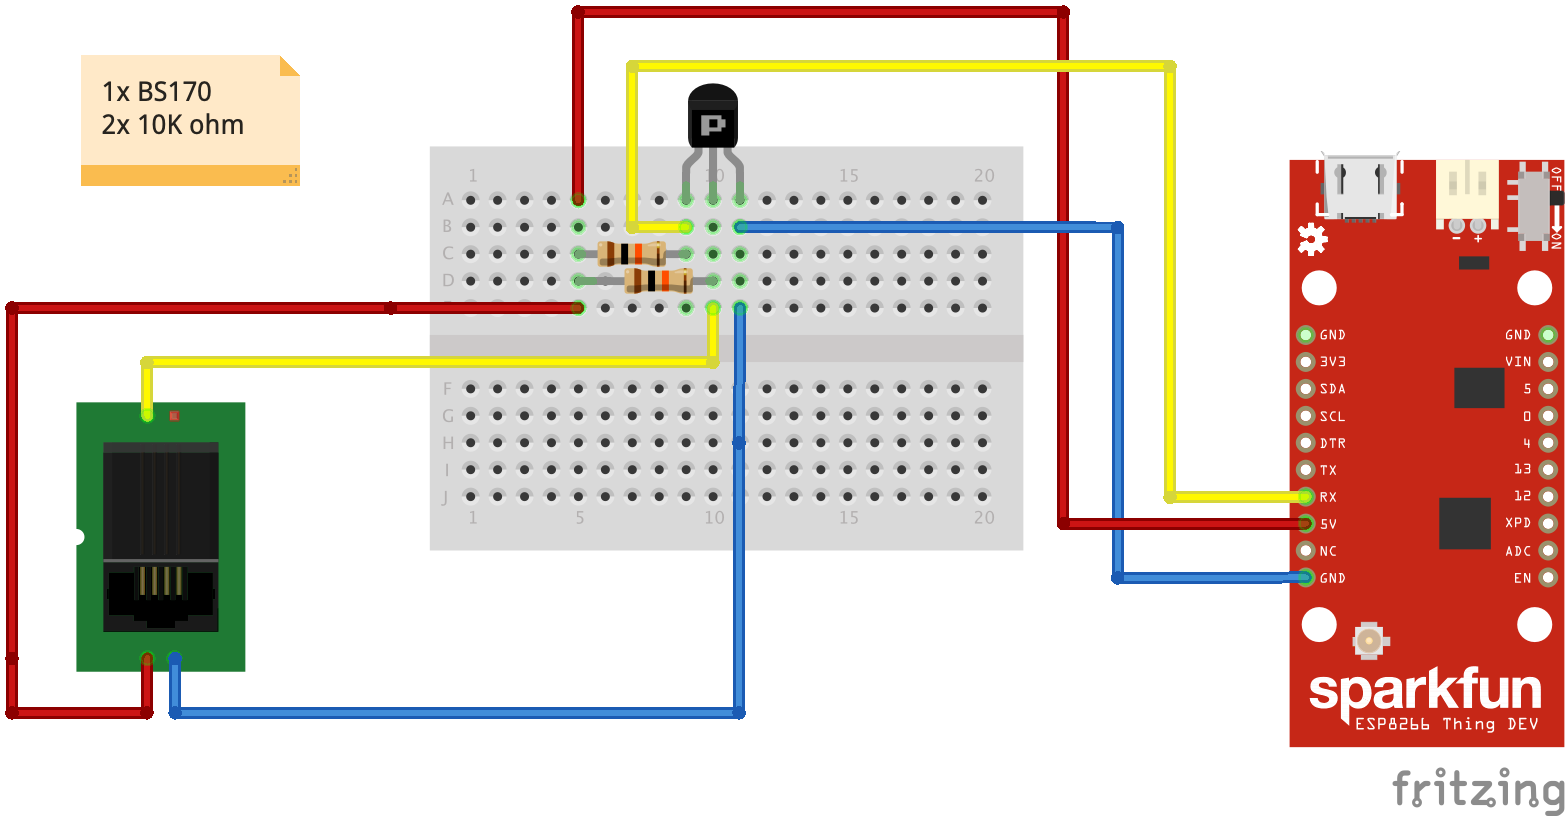 1x BS170
2x 10K ohm
1 10 15 20
A
B
C
D
F
G
H
I
J
1 5 10 15 20
P
OFF
ON
- +
GND GND
3V3 VIN
SDA 5
SCL 0
DTR 4
TX 13
RX 12
5V XPD
NC ADC
GND EN
sparkfun
ESP8266 Thing DEV
fritzing